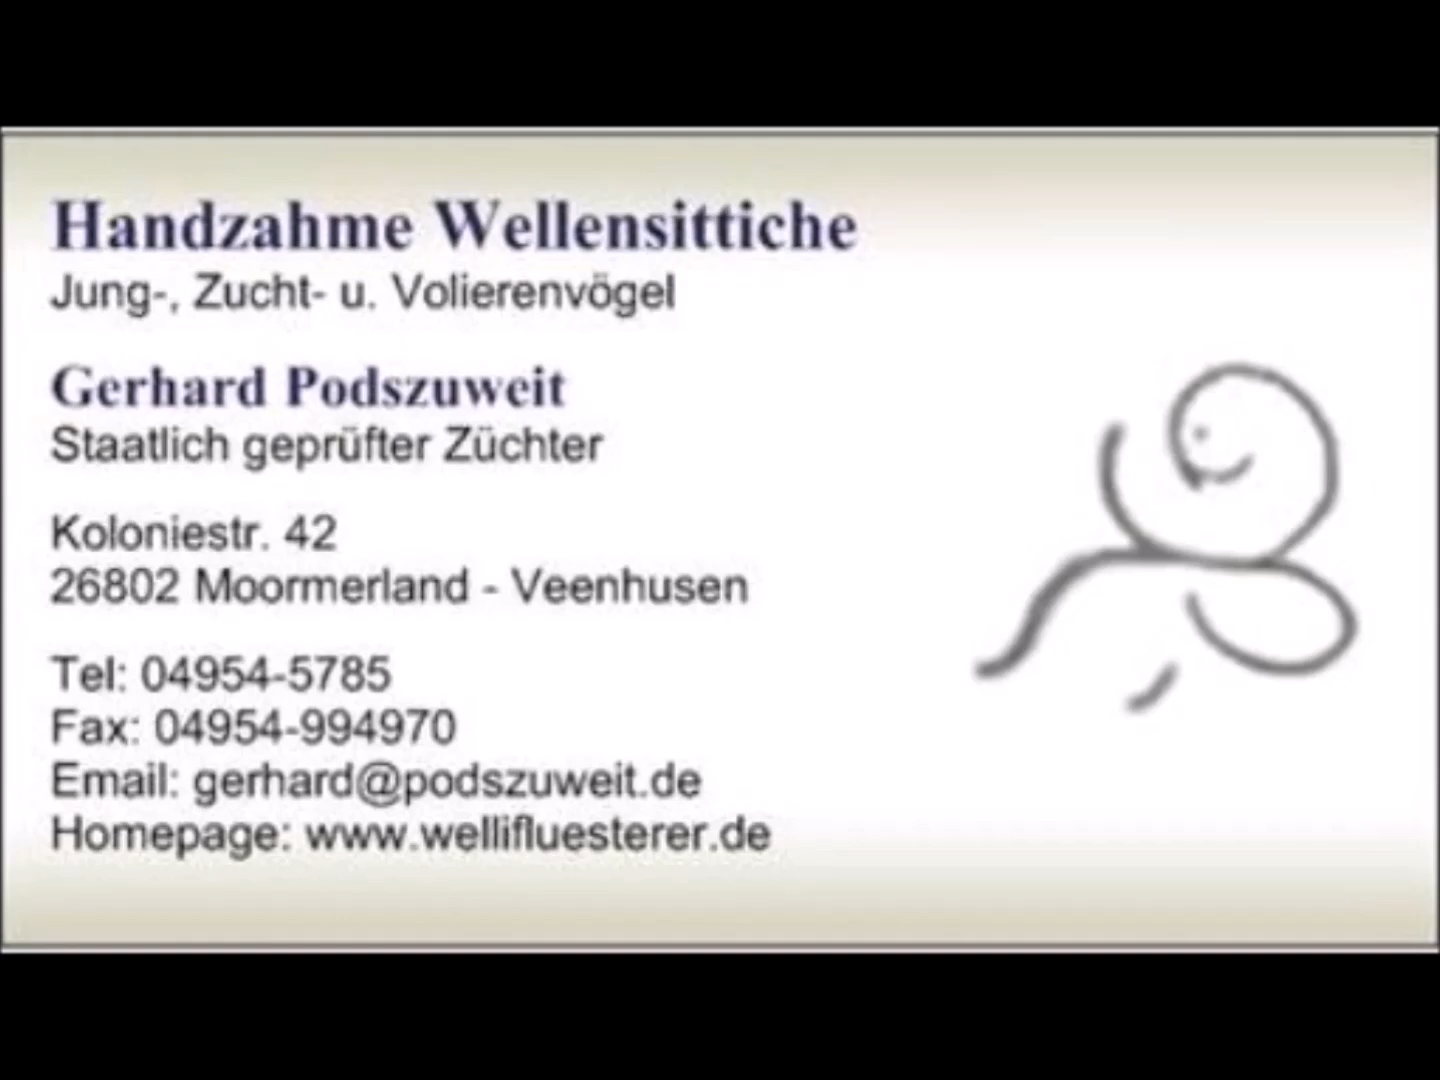 Handzahme Wellensittiche
Jung-, Zucht- u. Volierenvögel
Gerhard Podszuweit
Staatlich geprüfter Züchter
Koloniestr. 42
26802 Moormerland - Veenhusen
Tel: 04954-5785
Fax: 04954-994970
Email: gerhard@podszuweit.de
Homepage: www.wellifluesterer.de